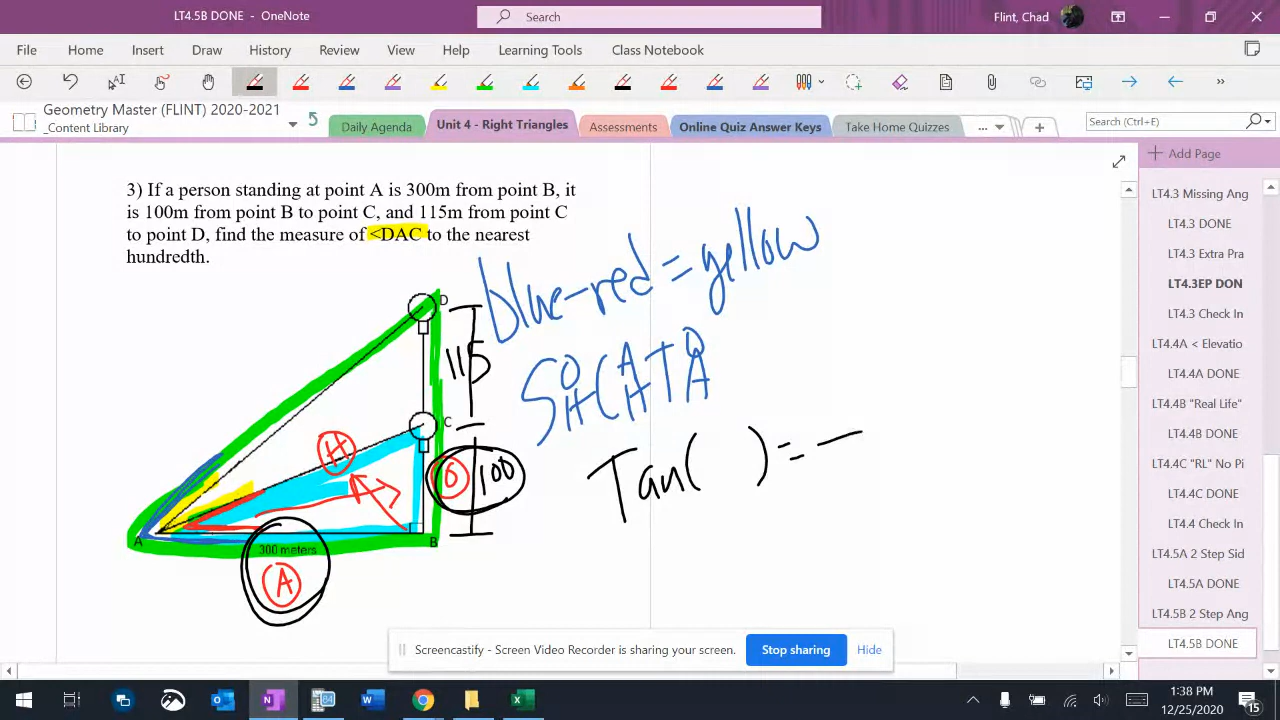 LT4.5B DONE - OneNote
Search
Flint, Chad
File Home Insert Draw History Review View Help Learning Tools Class Notebook
Geometry Master (FLINT) 2020-2021
_Content Library
Daily Agenda
Unit 4 - Right Triangles
Assessments
Online Quiz Answer Keys
Take Home Quizzes
...
Search (Ctrl+E)
Add Page
LT4.3 Missing Ang
LT4.3 DONE
LT4.3 Extra Pra
LT4.3EP DON
LT4.3 Check In
LT4.4A < Elevatio
LT4.4A DONE
LT4.4B "Real Life"
LT4.4B DONE
LT4.4C "RL" No Pi
LT4.4C DONE
LT4.4 Check In
LT4.5A 2 Step Sid
LT4.5A DONE
LT4.5B 2 Step Ang
LT4.5B DONE
3) If a person standing at point A is 300m from point B, it
is 100m from point B to point C, and 115m from point C
to point D, find the measure of <DAC to the nearest
hundredth.
blue-red=yellow
D
115
SOHCAHTOA
C
H
O
100
Tan( )=
A
B
300 meters
A
Screencastify - Screen Video Recorder is sharing your screen.
Stop sharing
Hide
84
1:38 PM
12/25/2020
15